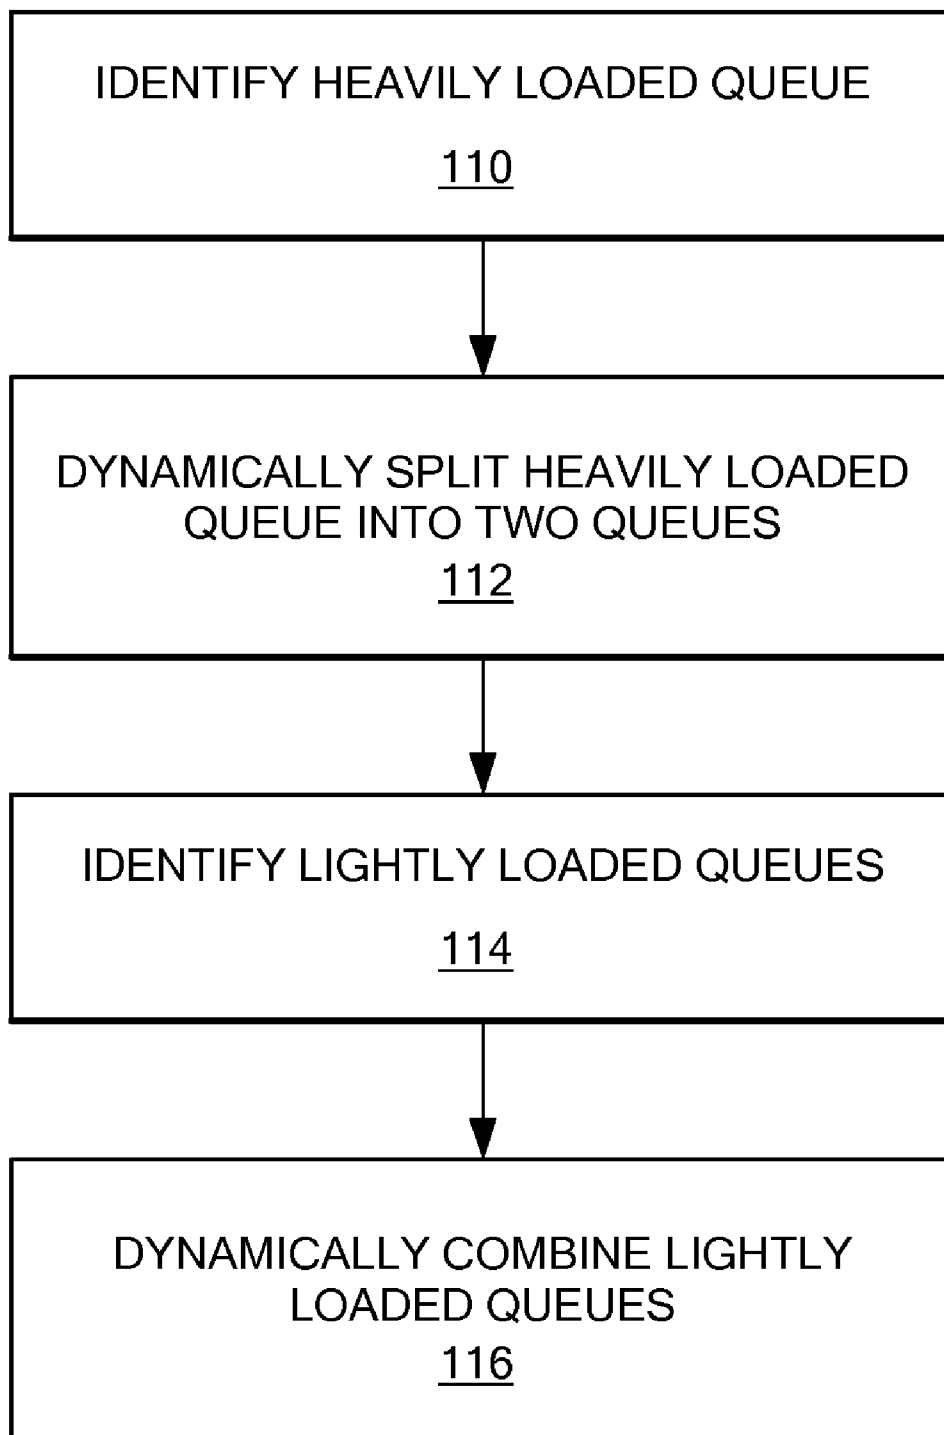 IDENTIFY HEAVILY LOADED QUEUE
110
DYNAMICALLY SPLIT HEAVILY LOADED
QUEUE INTO TWO QUEUES
112
IDENTIFY LIGHTLY LOADED QUEUES
114
DYNAMICALLY COMBINE LIGHTLY
LOADED QUEUES
116